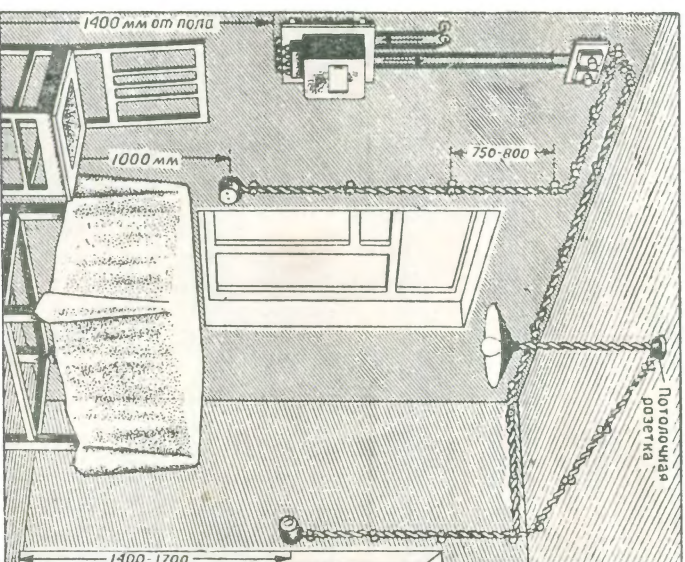 1400 мм от пола
1000 мм
750-800
Потолочная
розетка
1400-1700